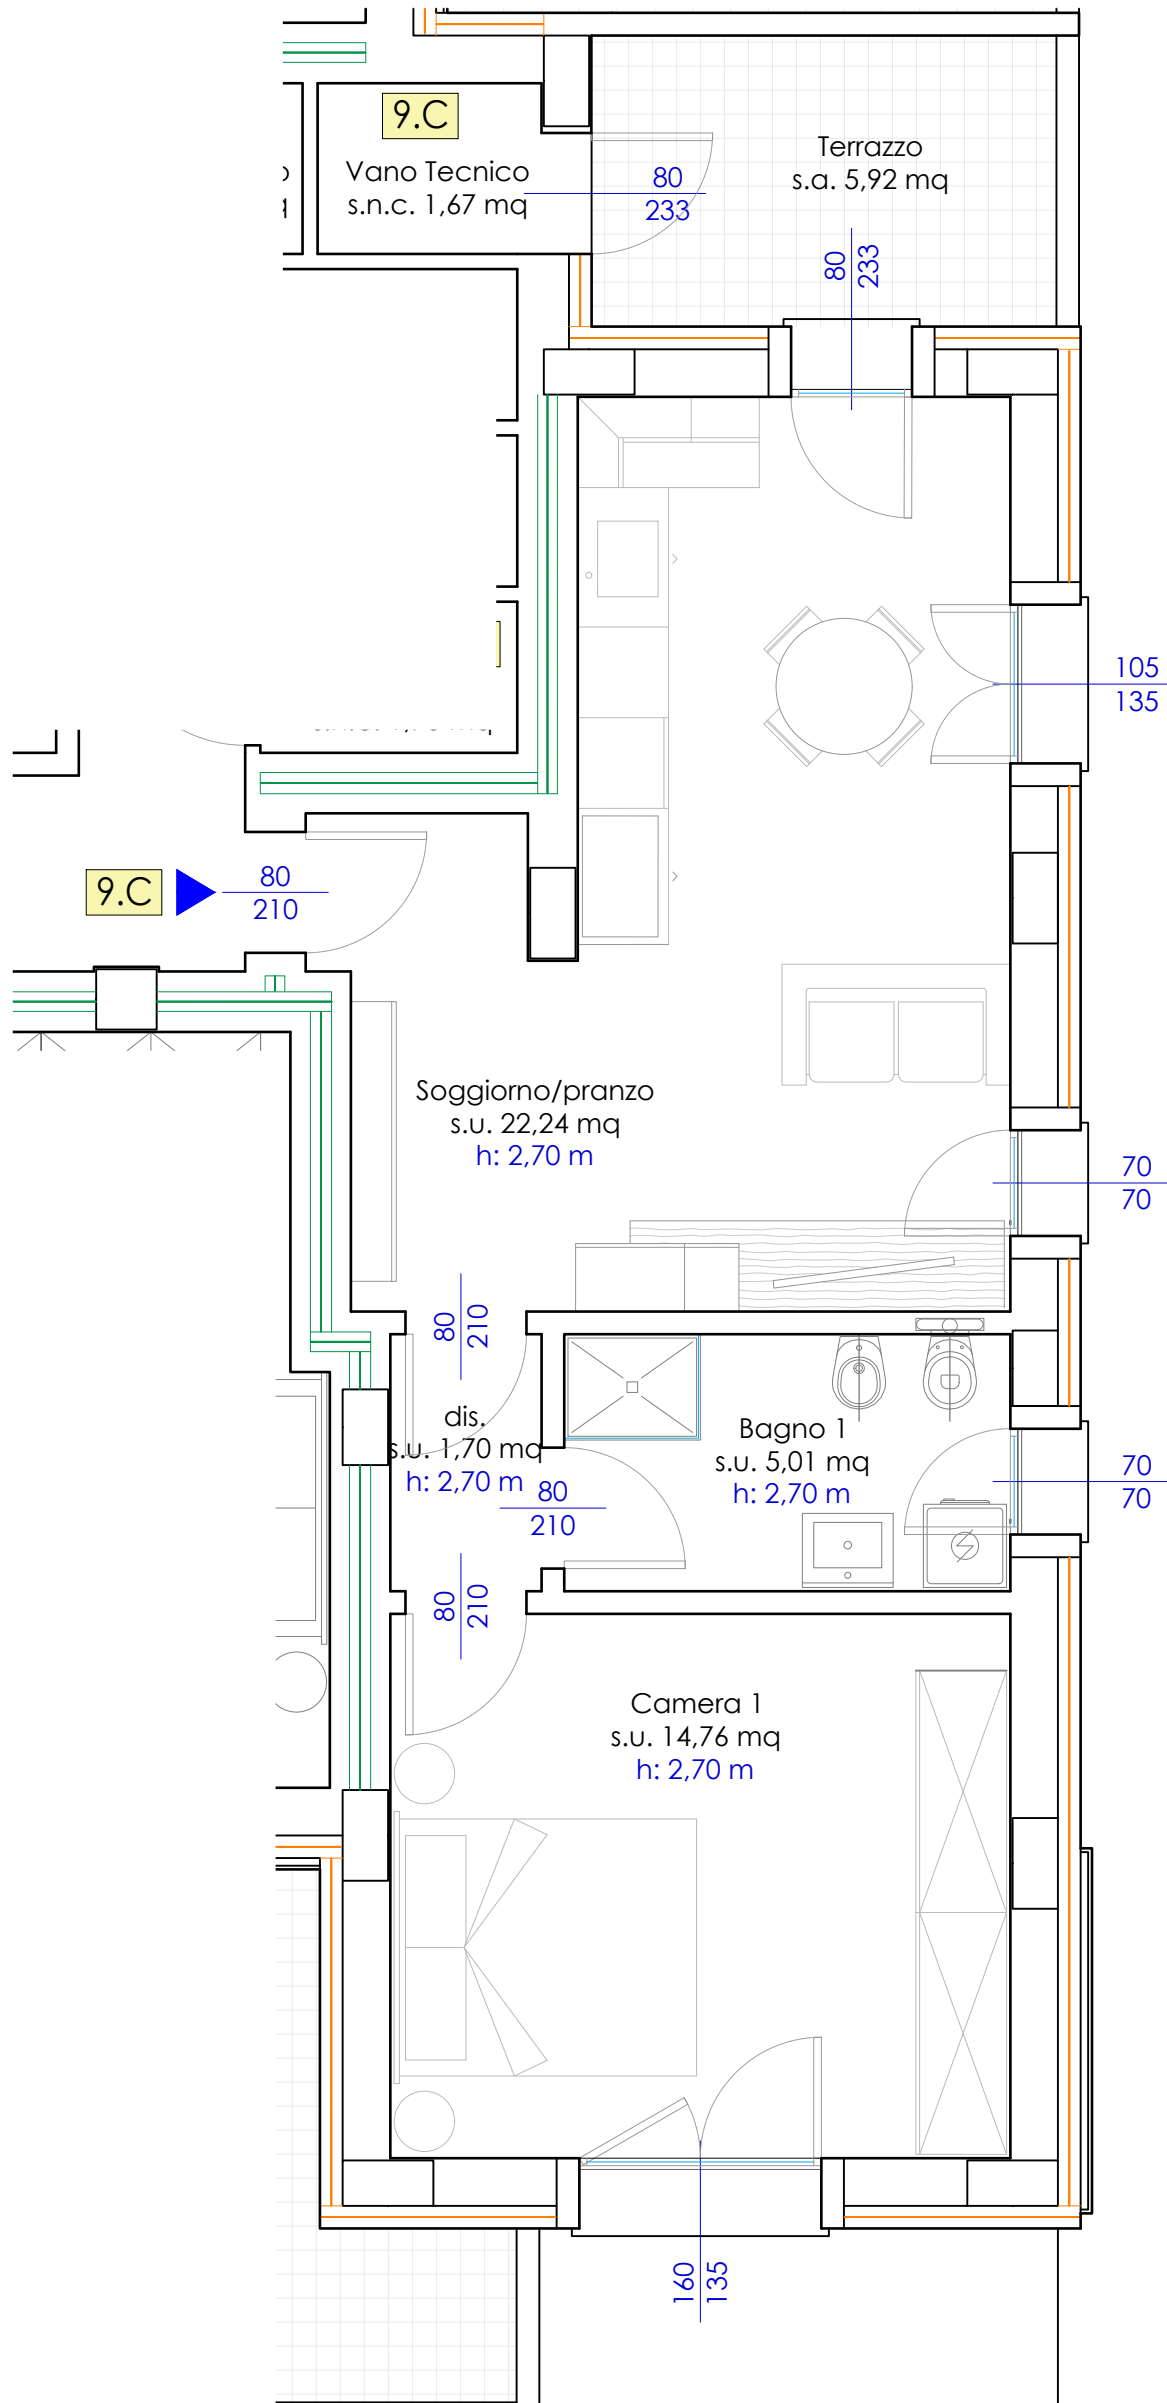 9.C
Vano Tecnico
s.n.c. 1,67 mq
80
233
Terrazzo
s.a. 5,92 mq
80
233
105
135
9.C
80
210
Soggiorno/pranzo
s.u. 22,24 mq
h: 2,70 m
70
70
80
210
dis.
s.u. 1,70 mq
h: 2,70 m
80
210
Bagno 1
s.u. 5,01 mq
h: 2,70 m
70
70
80
210
Camera 1
s.u. 14,76 mq
h: 2,70 m
160
135